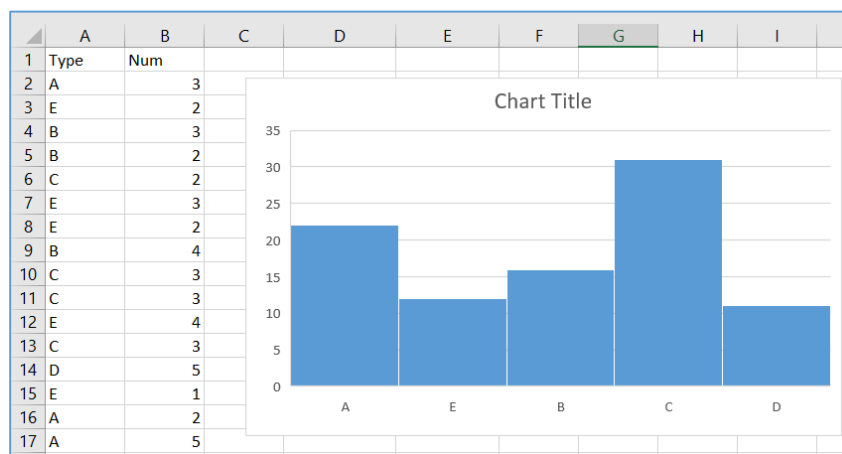 A B C D E F G H I
1 Type Num
2 A 3
3 E 2
4 B 3
5 B 2
6 C 2
7 E 3
8 E 2
9 B 4
10 C 3
11 C 3
12 E 4
13 C 3
14 D 5
15 E 1
16 A 2
17 A 5
Chart Title
35
30
25
20
15
10
5
0
A E B C D